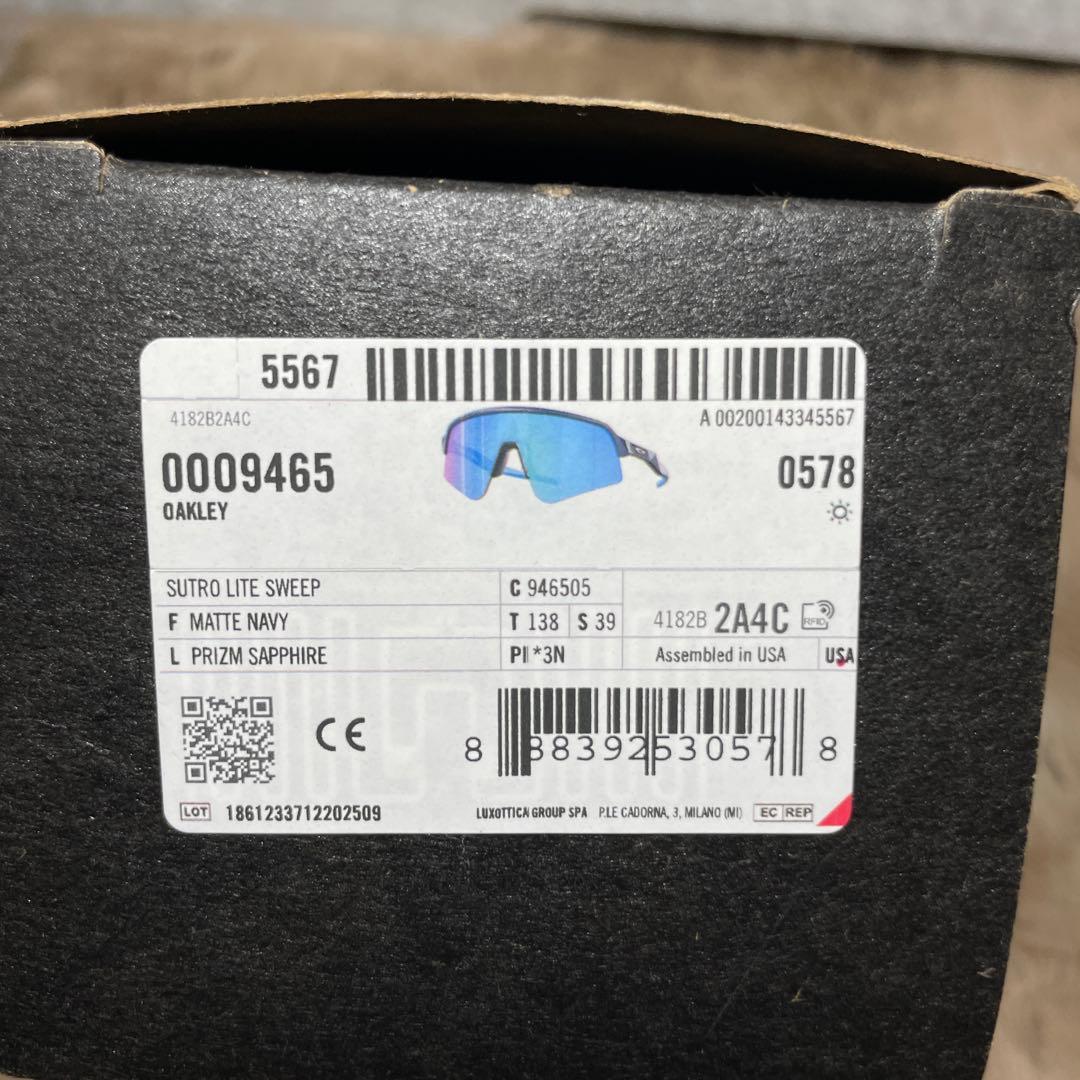 5567
4182B2A4C
A 00200143345567
0009465
0578
OAKLEY
SUTRO LITE SWEEP
C 946505
F MATTE NAVY
T 138
S 39
4182B 2A4C
RFID
L PRIZM SAPPHIRE
PI *3N
Assembled in USA
USA
CE
8 88392 53057 8
LOT 1861233712202509
LUXOTTICA GROUP SPA P.LE CADORNA, 3, MILANO (MI)
EC REP